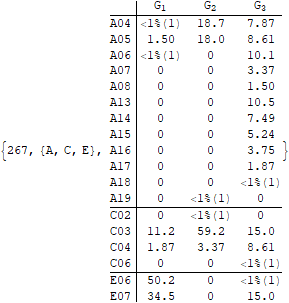 G1 G2 G3
A04 <1%(1) 18.7 7.87
A05 1.50 18.0 8.61
A06 <1%(1) 0 10.1
A07 0 0 3.37
A08 0 0 1.50
A13 0 0 10.5
A14 0 0 7.49
A15 0 0 5.24
{267, {A, C, E}, A16 0 0 3.75 }
A17 0 0 1.87
A18 0 0 <1%(1)
A19 0 <1%(1) 0
C02 0 <1%(1) 0
C03 11.2 59.2 15.0
C04 1.87 3.37 8.61
C06 0 0 <1%(1)
E06 50.2 0 <1%(1)
E07 34.5 0 15.0